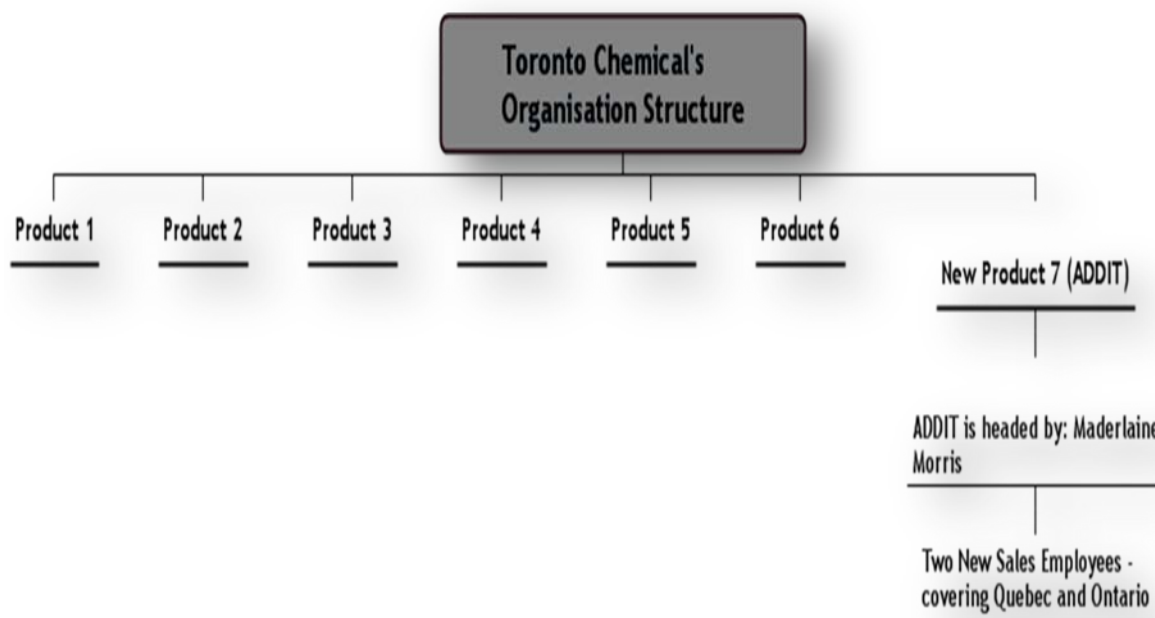 Toronto Chemical's
Organisation Structure
Product 1
Product 2
Product 3
Product 4
Product 5
Product 6
New Product 7 (ADDIT)
ADDIT is headed by: Maderlaine
Morris
Two New Sales Employees -
covering Quebec and Ontario